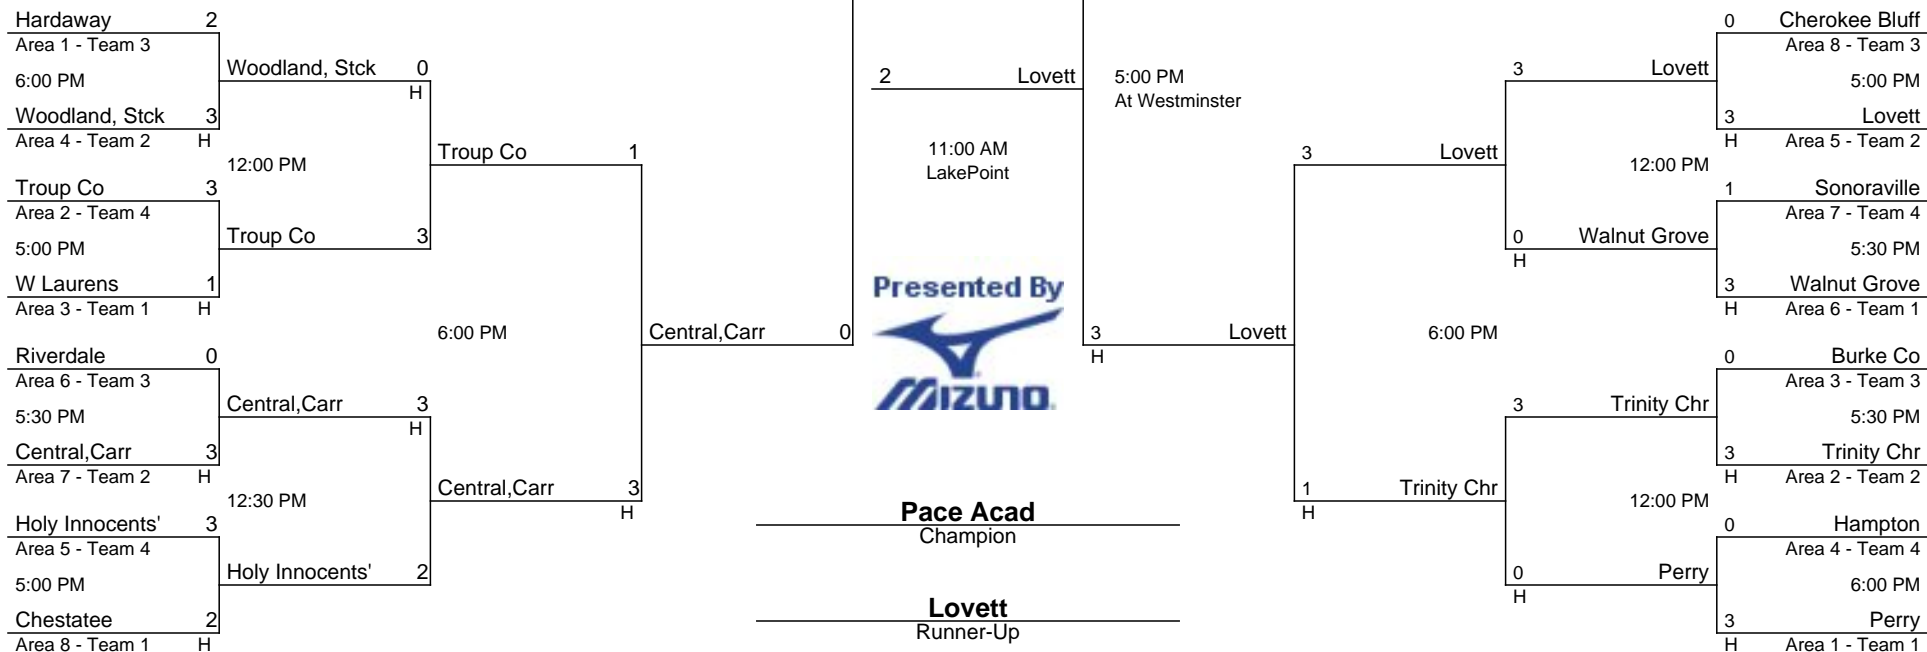 Hardaway 2
Area 1 - Team 3
6:00 PM
Woodland, Stck 3
Area 4 - Team 2 H
Woodland, Stck 0
H
12:00 PM
Troup Co 3
Area 2 - Team 4
5:00 PM
W Laurens 1
Area 3 - Team 1 H
Troup Co 3
Troup Co 1
6:00 PM
Riverdale 0
Area 6 - Team 3
5:30 PM
Central,Carr 3
Area 7 - Team 2 H
Central,Carr 3
H
12:30 PM
Holy Innocents' 3
Area 5 - Team 4
5:00 PM
Chestatee 2
Area 8 - Team 1 H
Holy Innocents' 2
Central,Carr 3
H
Central,Carr 0
2 Lovett
5:00 PM
At Westminster
11:00 AM
LakePoint
Presented By
MIZUNO
3 Lovett
H
Pace Acad
Champion
Lovett
Runner-Up
3 Lovett
6:00 PM
1 Trinity Chr
H
3 Lovett
12:00 PM
0 Walnut Grove
H
3 Trinity Chr
12:00 PM
0 Perry
H
0 Cherokee Bluff
Area 8 - Team 3
5:00 PM
3 Lovett
H Area 5 - Team 2
1 Sonoraville
Area 7 - Team 4
5:30 PM
3 Walnut Grove
H Area 6 - Team 1
0 Burke Co
Area 3 - Team 3
5:30 PM
3 Trinity Chr
H Area 2 - Team 2
0 Hampton
Area 4 - Team 4
6:00 PM
3 Perry
H Area 1 - Team 1